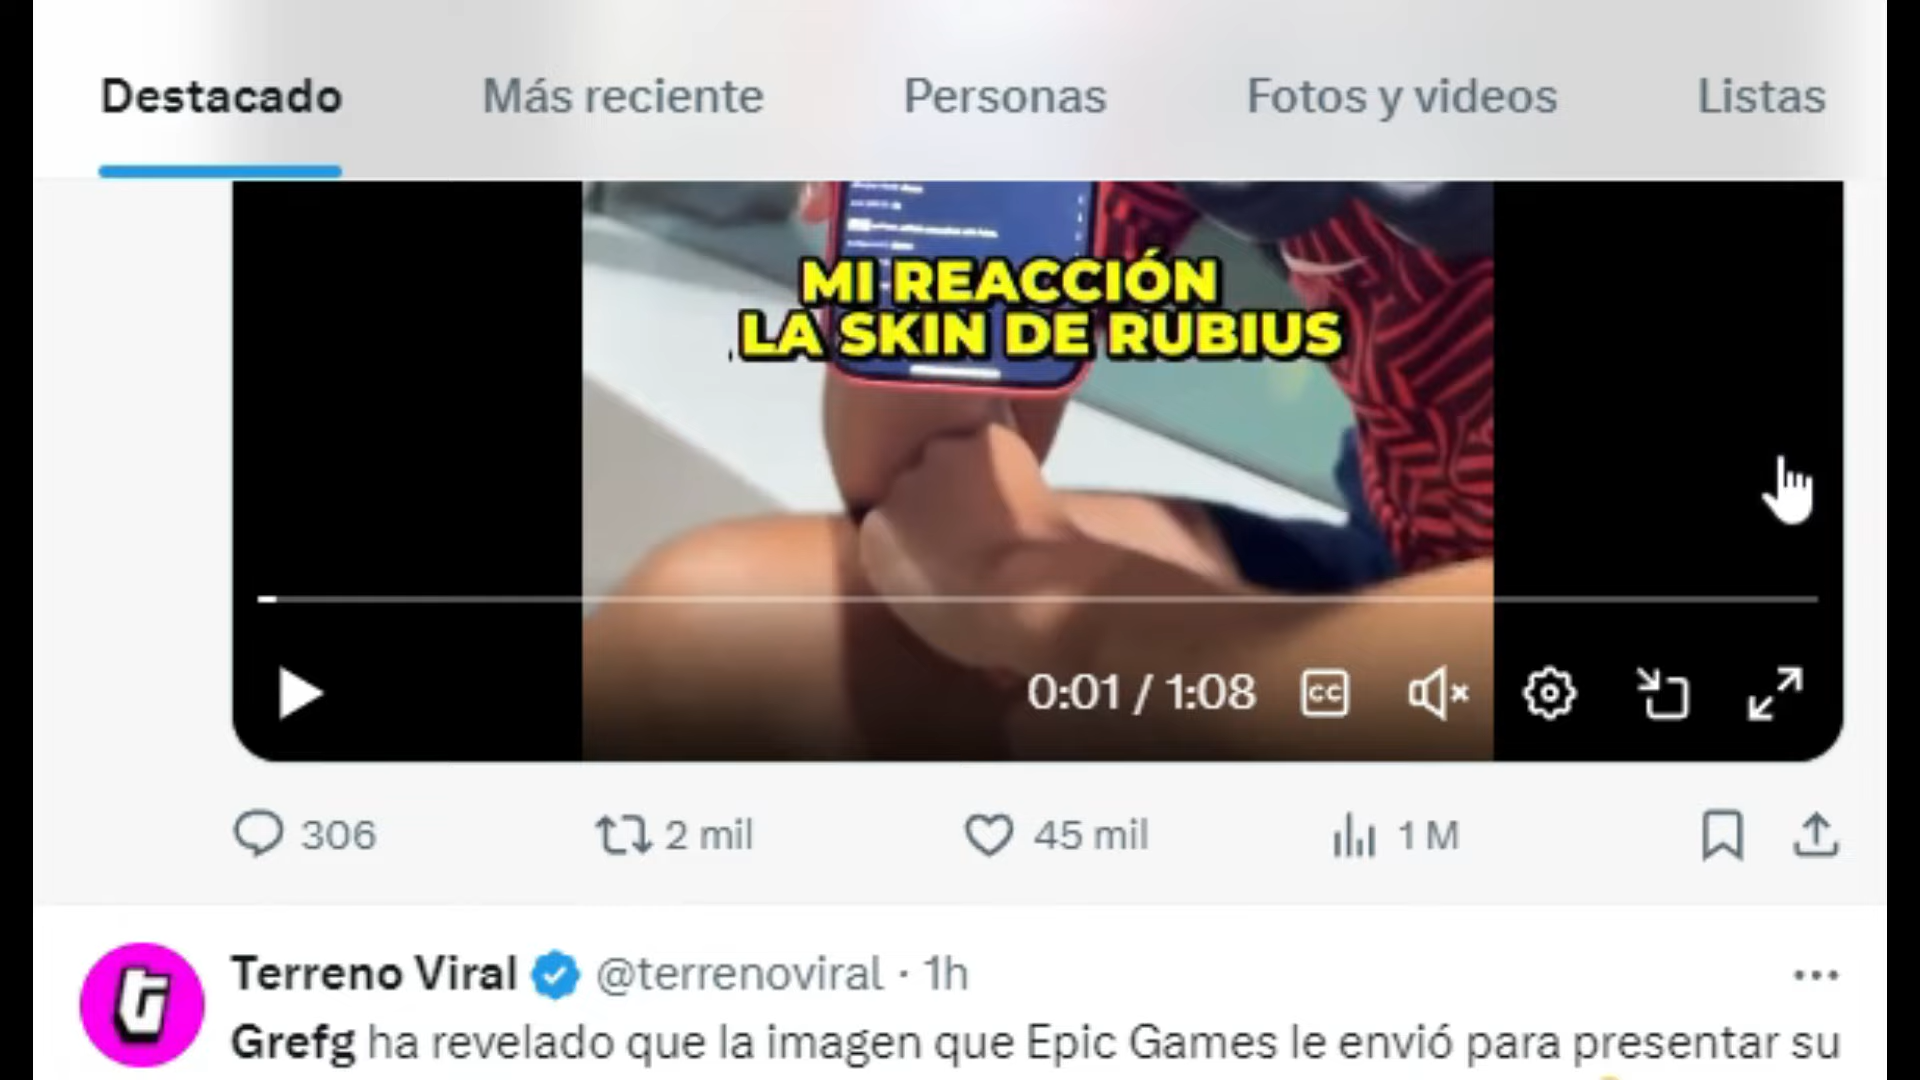 Destacado Más reciente Personas Fotos y videos Listas
MI REACCIÓN
LA SKIN DE RUBIUS
0:01 / 1:08 CC
306 2 mil 45 mil 1 M
Terreno Viral @terrenoviral · 1h
Grefg ha revelado que la imagen que Epic Games le envió para presentar su